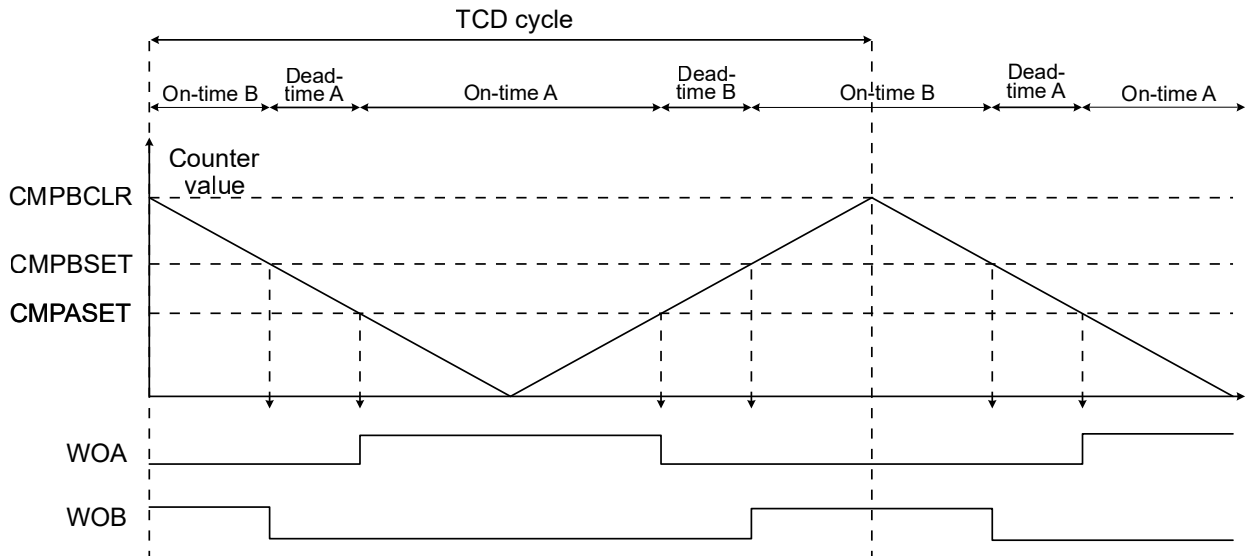 TCD cycle
On-time B
Dead-
time A
On-time A
Dead-
time B
On-time B
Dead-
time A
On-time A
Counter
value
CMPBCLR
CMPBSET
CMPASET
WOA
WOB